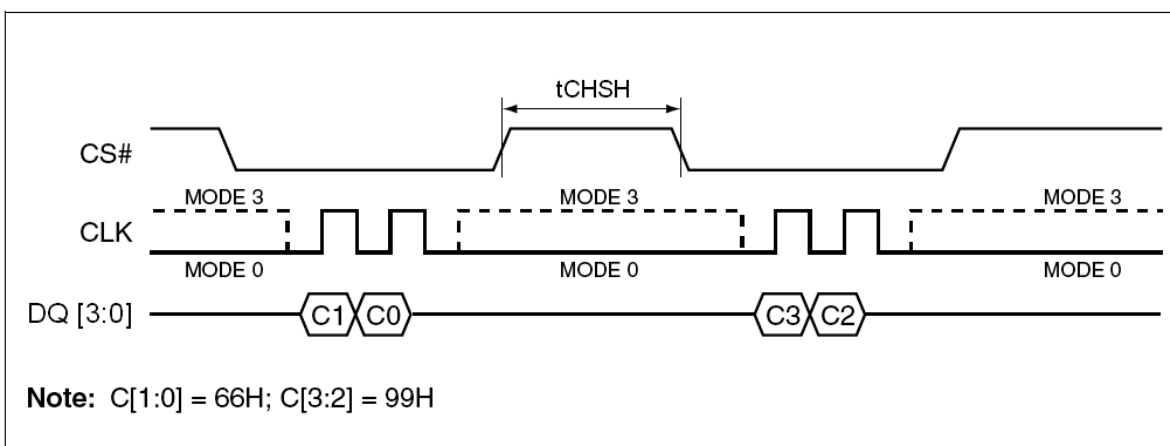 tCHSH
CS#
MODE 3 MODE 3 MODE 3
CLK
MODE 0 MODE 0 MODE 0
DQ [3:0] C1 C0 C3 C2
Note: C[1:0] = 66H; C[3:2] = 99H